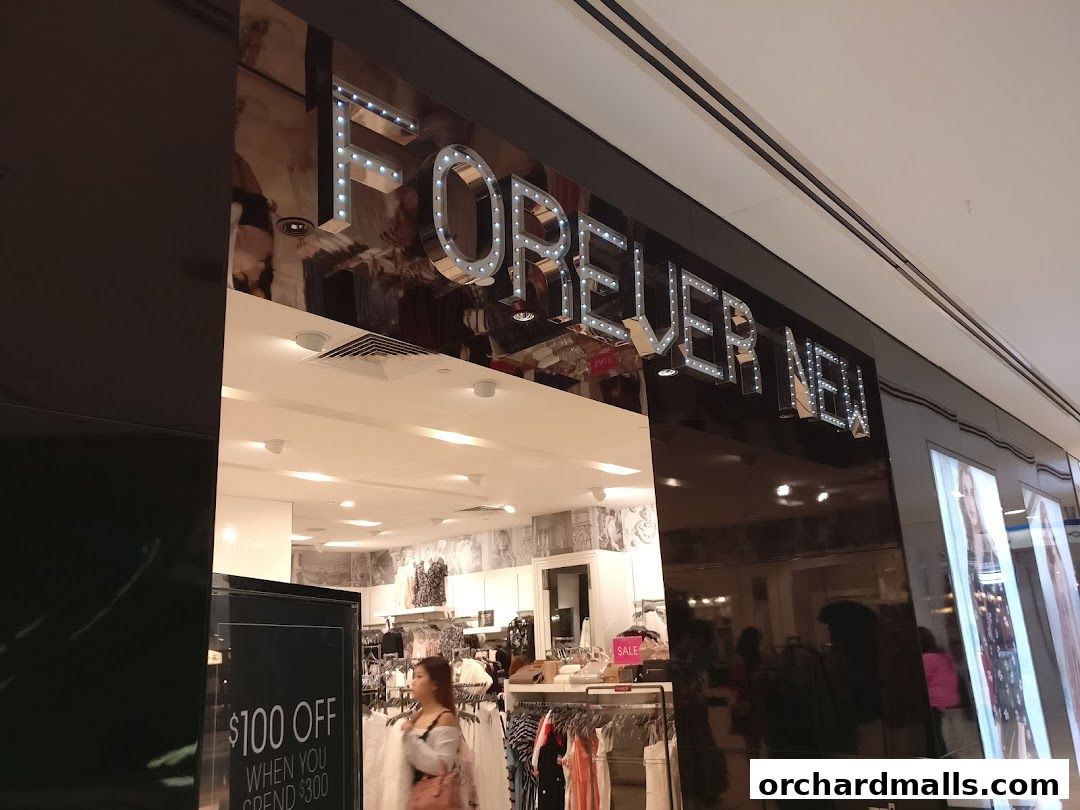 FOREVER NEW
SALE
$100 OFF
WHEN YOU
SPEND $300
orchardmalls.com